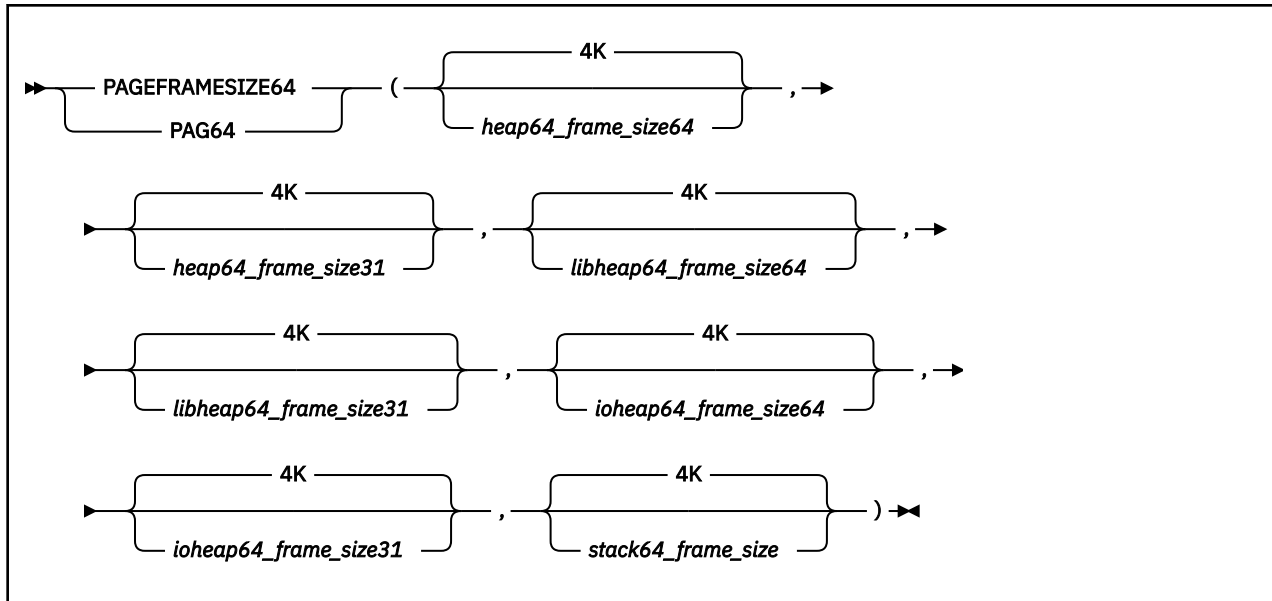 4K
PAGEFRAMESIZE64 ( ,
PAG64 heap64_frame_size64
4K 4K
, ,
heap64_frame_size31 libheap64_frame_size64
4K 4K
, ,
libheap64_frame_size31 ioheap64_frame_size64
4K 4K
, )
ioheap64_frame_size31 stack64_frame_size